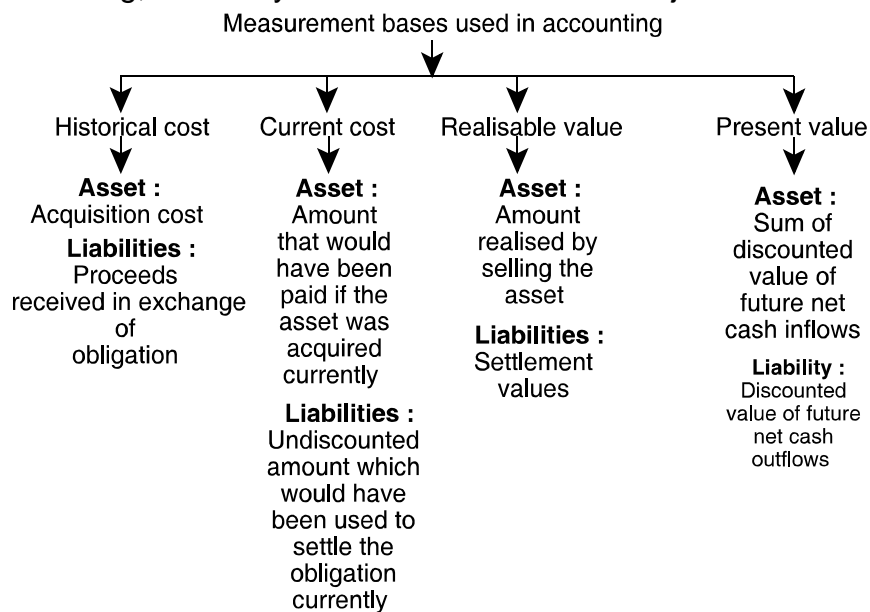 Measurement bases used in accounting
Historical cost
Asset :
Acquisition cost
Liabilities :
Proceeds
received in exchange
of
obligation
Current cost
Asset :
Amount
that would
have been
paid if the
asset was
acquired
currently
Liabilities :
Undiscounted
amount which
would have
been used to
settle the
obligation
currently
Realisable value
Asset :
Amount
realised by
selling the
asset
Liabilities :
Settlement
values
Present value
Asset :
Sum of
discounted
value of
future net
cash inflows
Liability :
Discounted
value of future
net cash
outflows